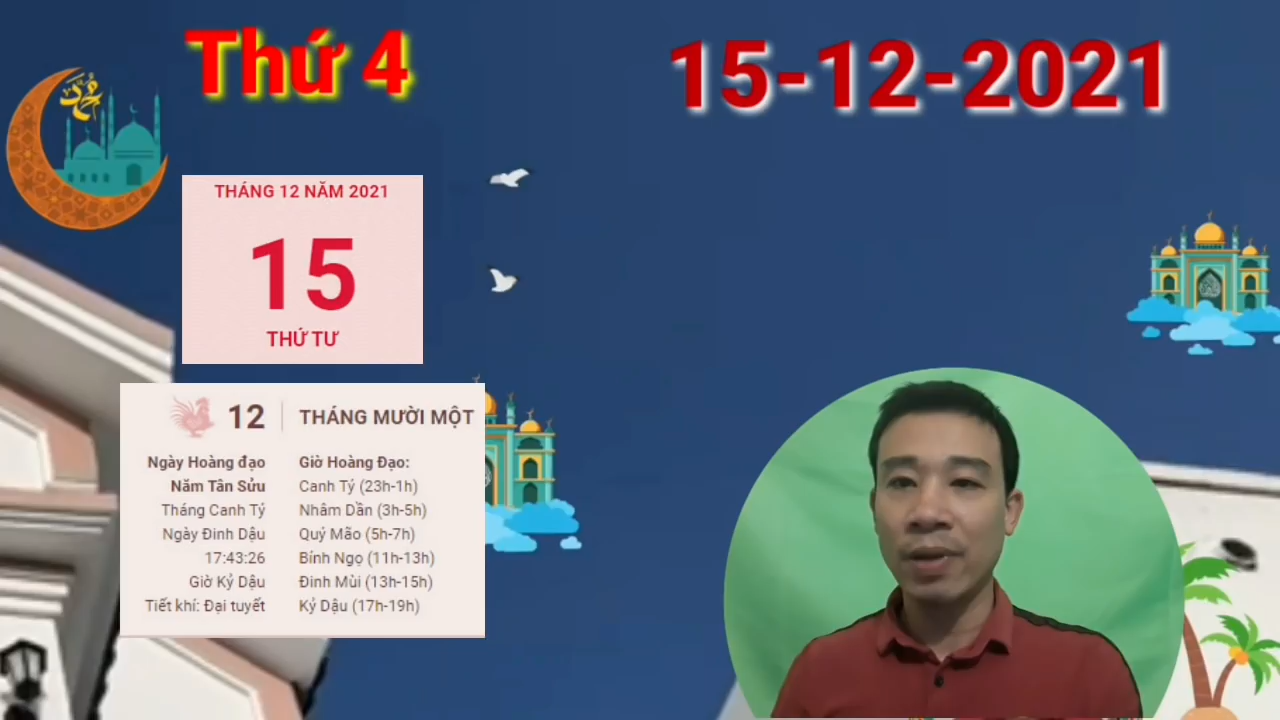 Thứ 4
15-12-2021
محمد
THÁNG 12 NĂM 2021
15
THỨ TƯ
12 THÁNG MƯỜI MỘT
Ngày Hoàng đạo
Năm Tân Sửu
Tháng Canh Tý
Ngày Đinh Dậu
17:43:26
Giờ Kỷ Dậu
Tiết khí: Đại tuyết
Giờ Hoàng Đạo:
Canh Tý (23h-1h)
Nhâm Dần (3h-5h)
Quý Mão (5h-7h)
Bính Ngọ (11h-13h)
Đinh Mùi (13h-15h)
Kỷ Dậu (17h-19h)